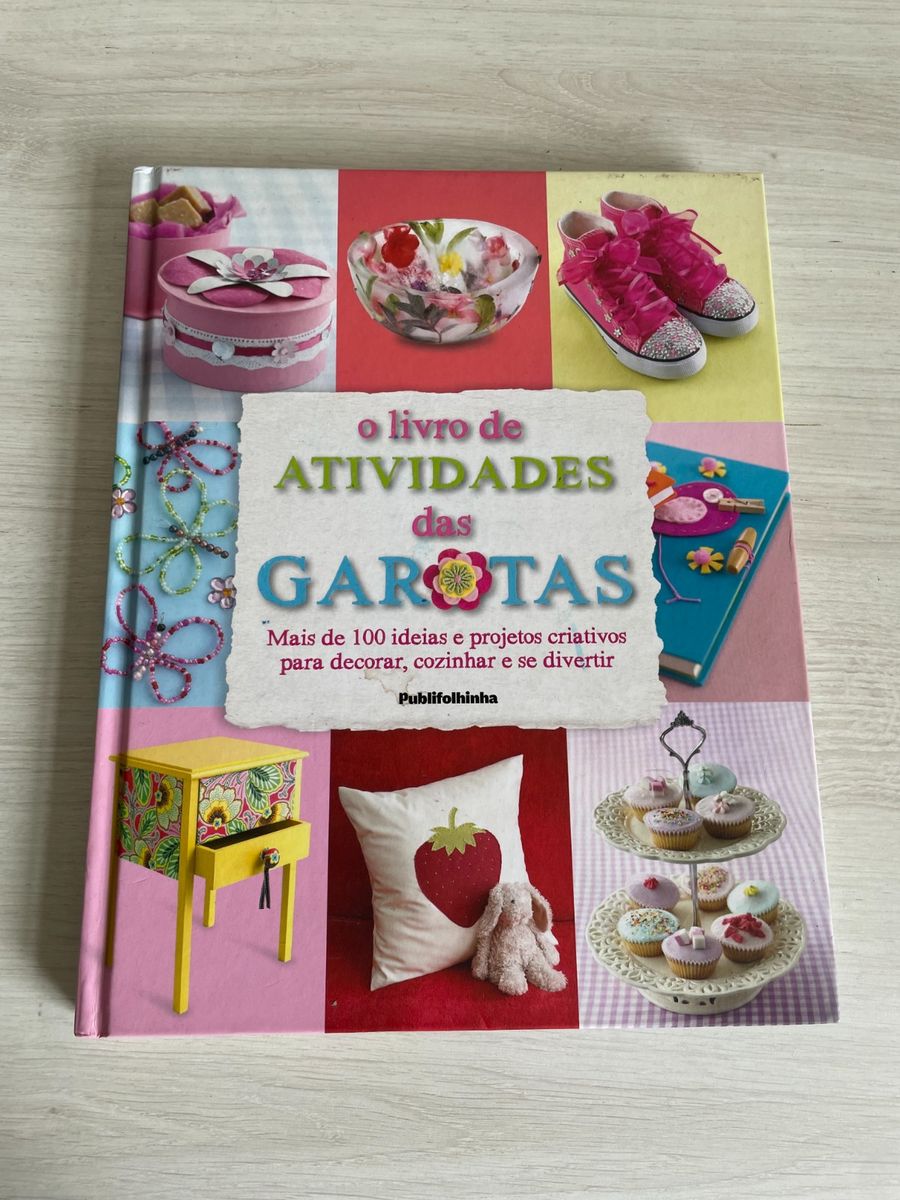 o livro de
ATIVIDADES
das
GAROTAS
Mais de 100 ideias e projetos criativos
para decorar, cozinhar e se divertir
Publifolhinha